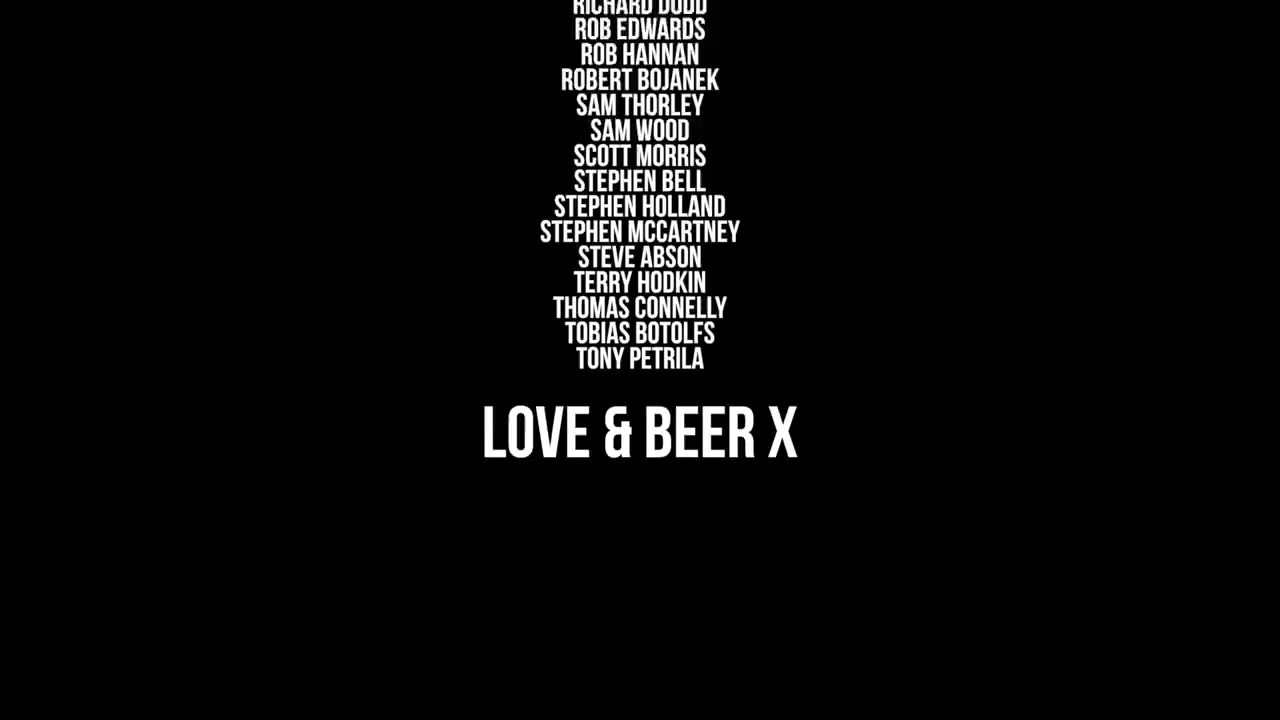 RICHARD DODD
ROB EDWARDS
ROB HANNAN
ROBERT BOJANEK
SAM THORLEY
SAM WOOD
SCOTT MORRIS
STEPHEN BELL
STEPHEN HOLLAND
STEPHEN MCCARTNEY
STEVE ABSON
TERRY HODKIN
THOMAS CONNELLY
TOBIAS BOTOLFS
TONY PETRILA
LOVE & BEER X